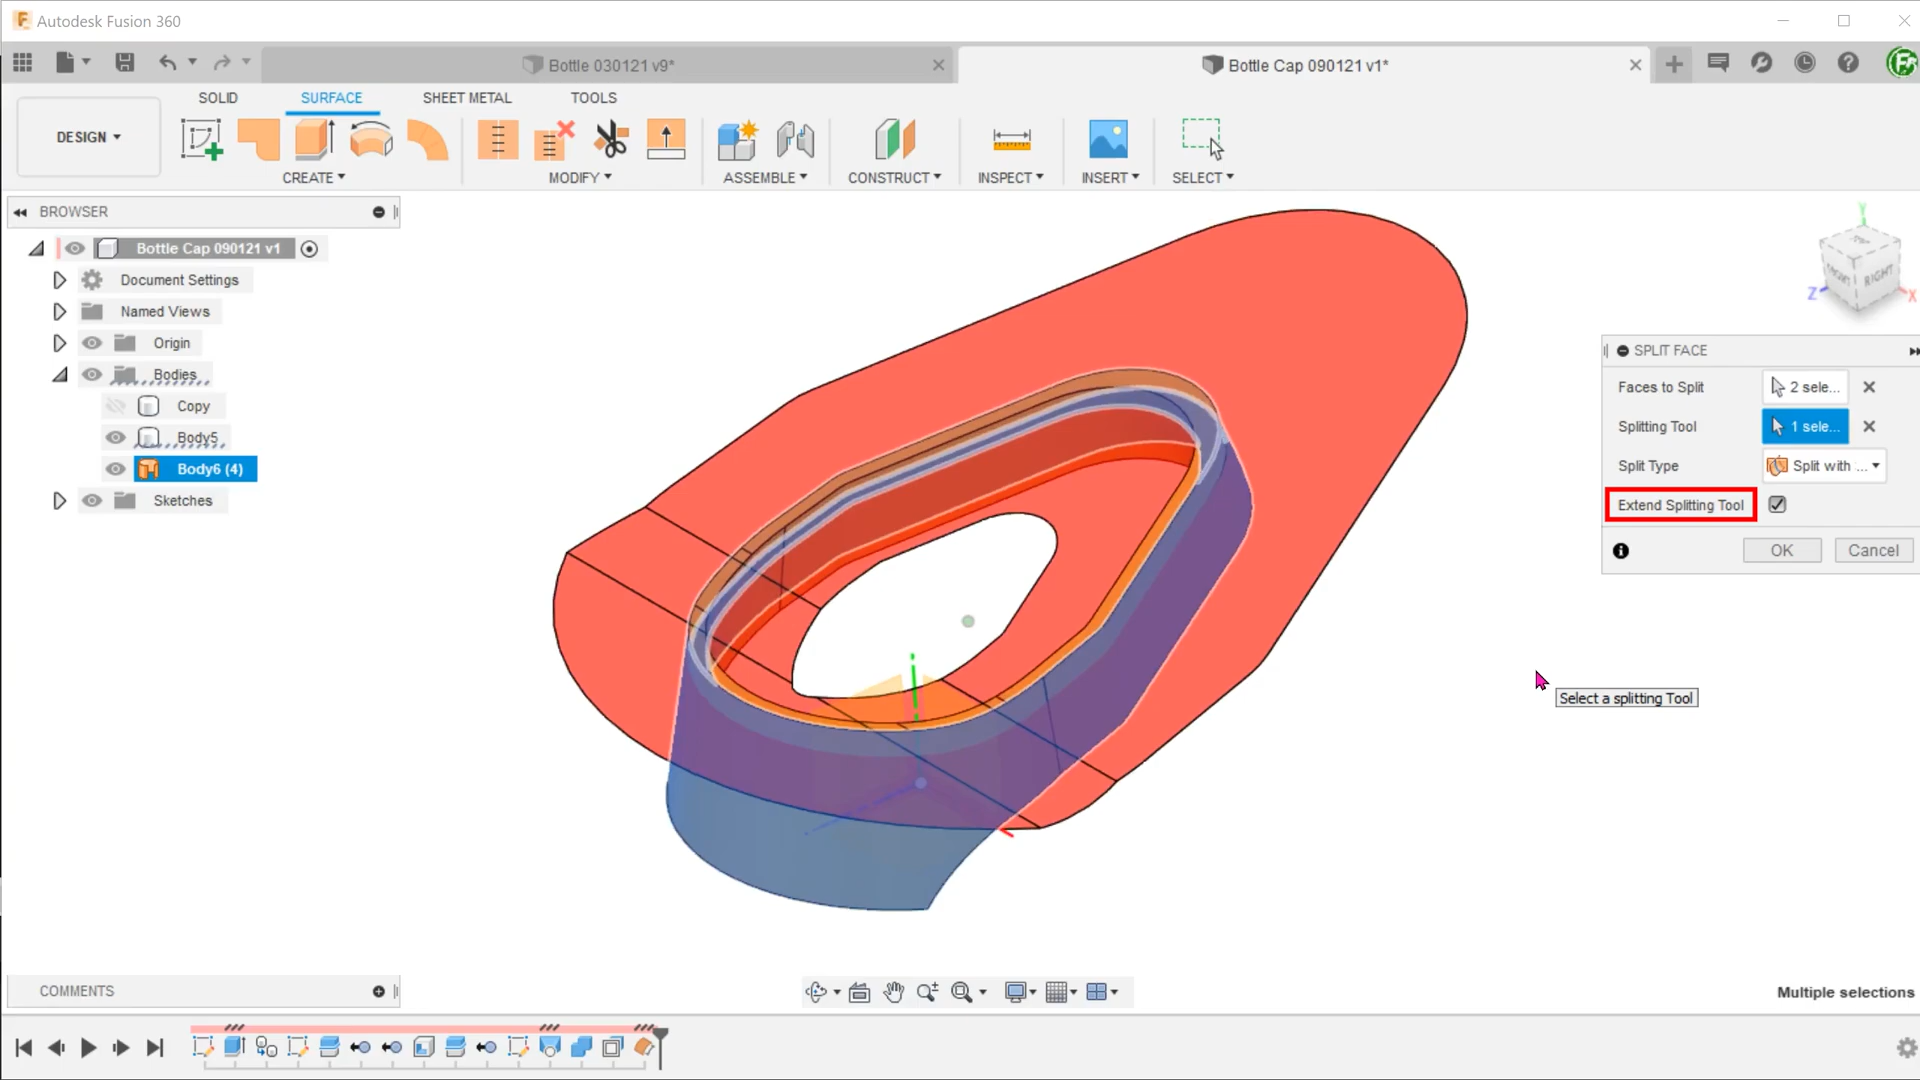 Autodesk Fusion 360
Bottle 030121 v9*
Bottle Cap 090121 v1*
SOLID
SURFACE
SHEET METAL
TOOLS
DESIGN
CREATE
MODIFY
ASSEMBLE
CONSTRUCT
INSPECT
INSERT
SELECT
BROWSER
Bottle Cap 090121 v1
Document Settings
Named Views
Origin
Bodies
Copy
Body5
Body6 (4)
Sketches
Y
FRONT
RIGHT
Z
X
SPLIT FACE
Faces to Split
2 sele...
Splitting Tool
1 sele...
Split Type
Split with ...
Extend Splitting Tool
OK
Cancel
Select a splitting Tool
COMMENTS
Multiple selections